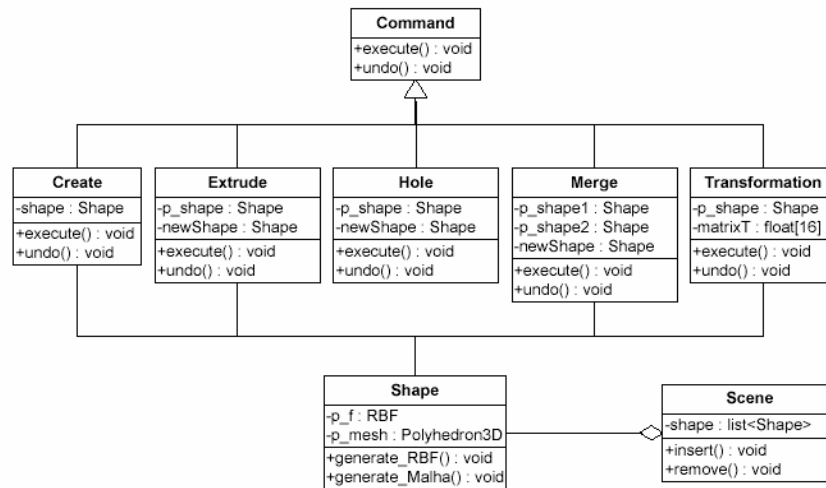 Command
+execute() : void
+undo() : void
Create
-shape : Shape
+execute() : void
+undo() : void
Extrude
-p_shape : Shape
-newShape : Shape
+execute() : void
+undo() : void
Hole
-p_shape : Shape
-newShape : Shape
+execute() : void
+undo() : void
Merge
-p_shape1 : Shape
-p_shape2 : Shape
-newShape : Shape
+execute() : void
+undo() : void
Transformation
-p_shape : Shape
-matrixT : float[16]
+execute() : void
+undo() : void
Shape
-p_f : RBF
-p_mesh : Polyhedron3D
+generate_RBF() : void
+generate_Malha() : void
Scene
-shape : list<Shape>
+insert() : void
+remove() : void